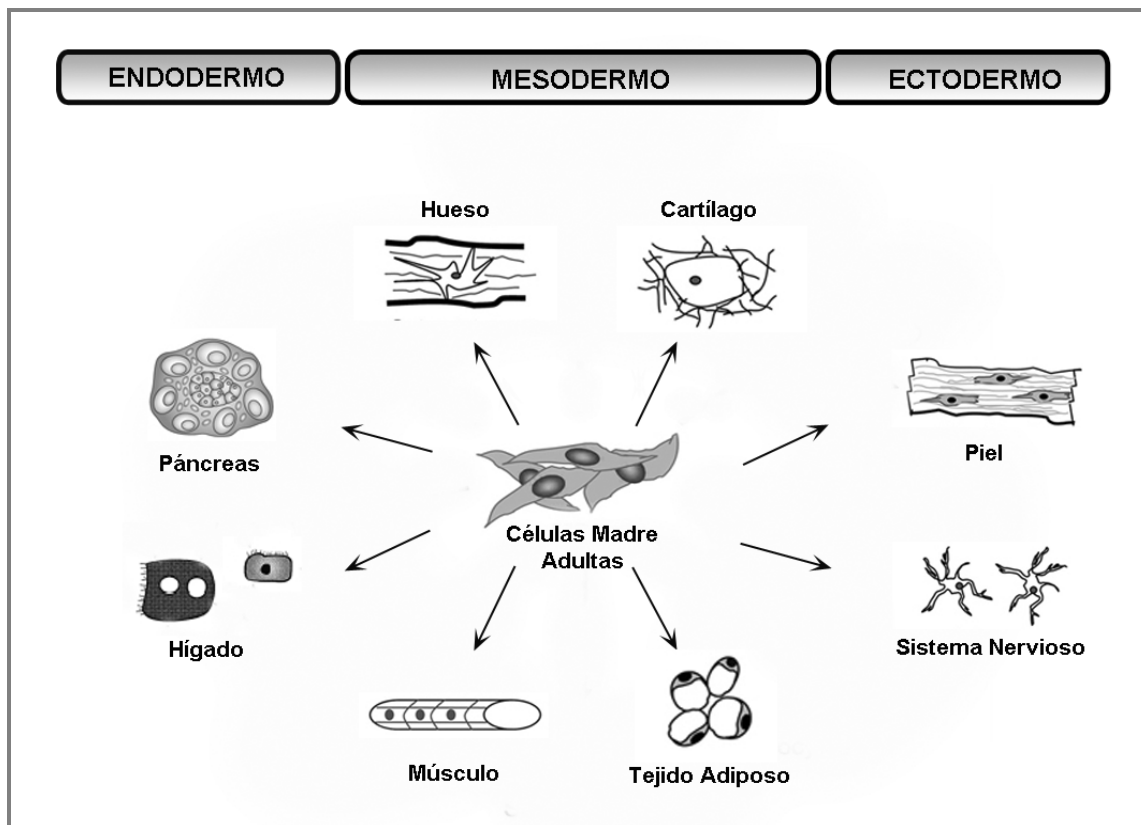 ENDODERMO
MESODERMO
ECTODERMO
Hueso
Cartílago
Páncreas
Piel
Células Madre
Adultas
Hígado
Sistema Nervioso
Músculo
Tejido Adiposo